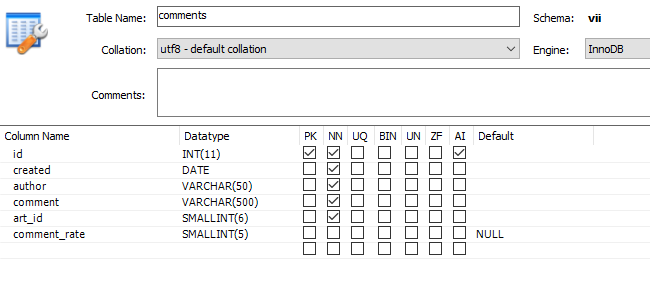 Table Name: comments Schema: vii
Collation: utf8 - default collation Engine: InnoDB
Comments:
Column Name Datatype PK NN UQ BIN UN ZF AI Default
id INT(11)
created DATE
author VARCHAR(50)
comment VARCHAR(500)
art_id SMALLINT(6)
comment_rate SMALLINT(5) NULL